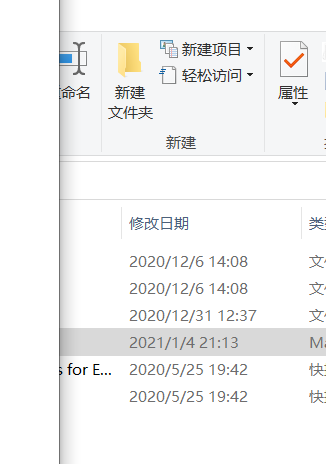 新建项目
轻松访问
命名
新建
文件夹
属性
新建
修改日期
类
2020/12/6 14:08
文
2020/12/6 14:08
文
2020/12/31 12:37
文
2021/1/4 21:13
Ma
s for E...
2020/5/25 19:42
快
2020/5/25 19:42
快